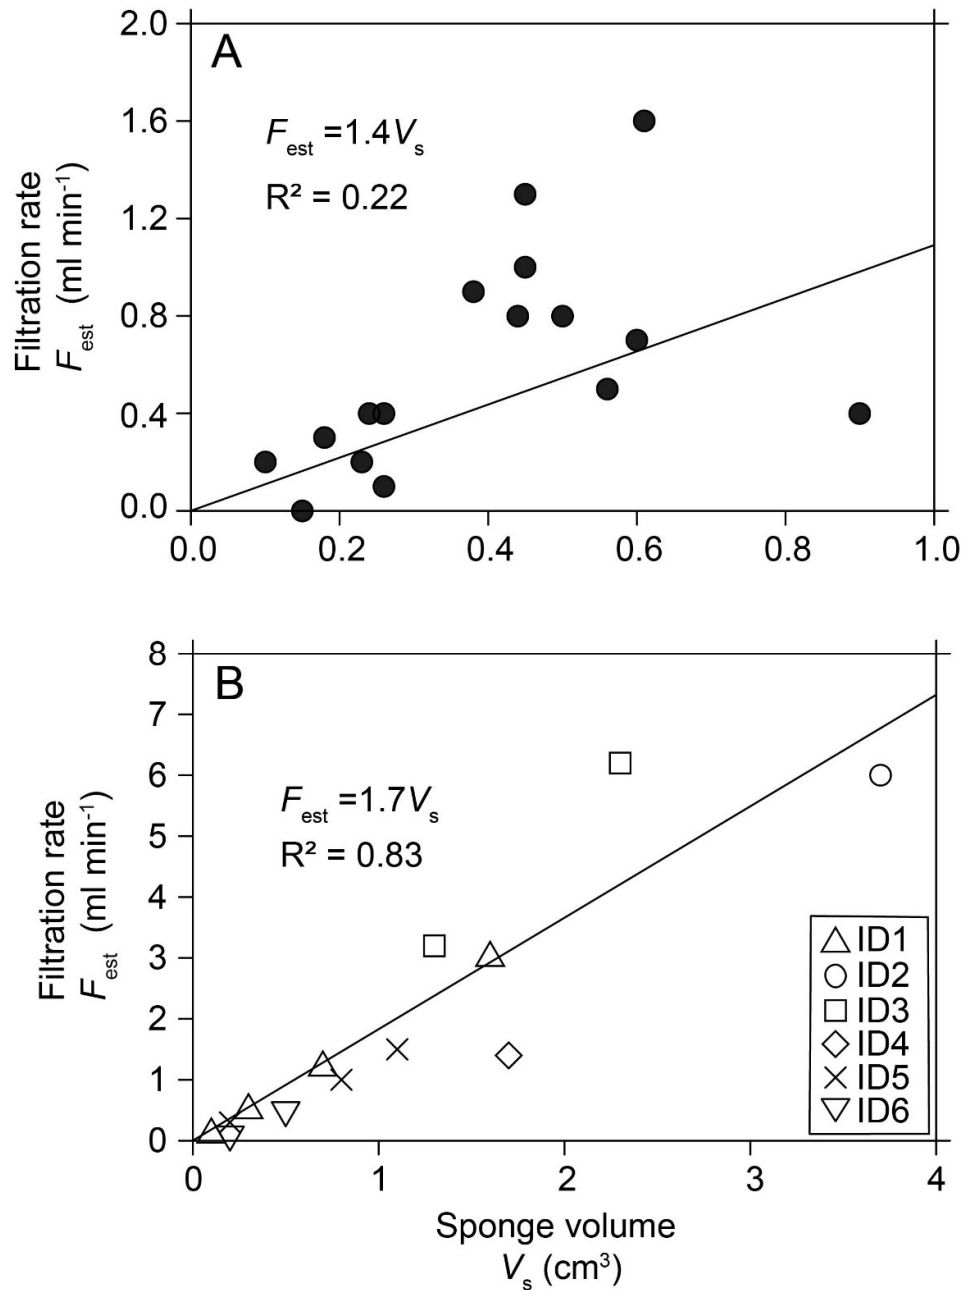 A
F_est =1.4V_s
R² = 0.22
Filtration rate
F_est (ml min⁻¹)
2.0
1.6
1.2
0.8
0.4
0.0
0.0 0.2 0.4 0.6 0.8 1.0
B
F_est =1.7V_s
R² = 0.83
Filtration rate
F_est (ml min⁻¹)
8
7
6
5
4
3
2
1
0
ID1
ID2
ID3
ID4
ID5
ID6
0 1 2 3 4
Sponge volume
V_s (cm³)